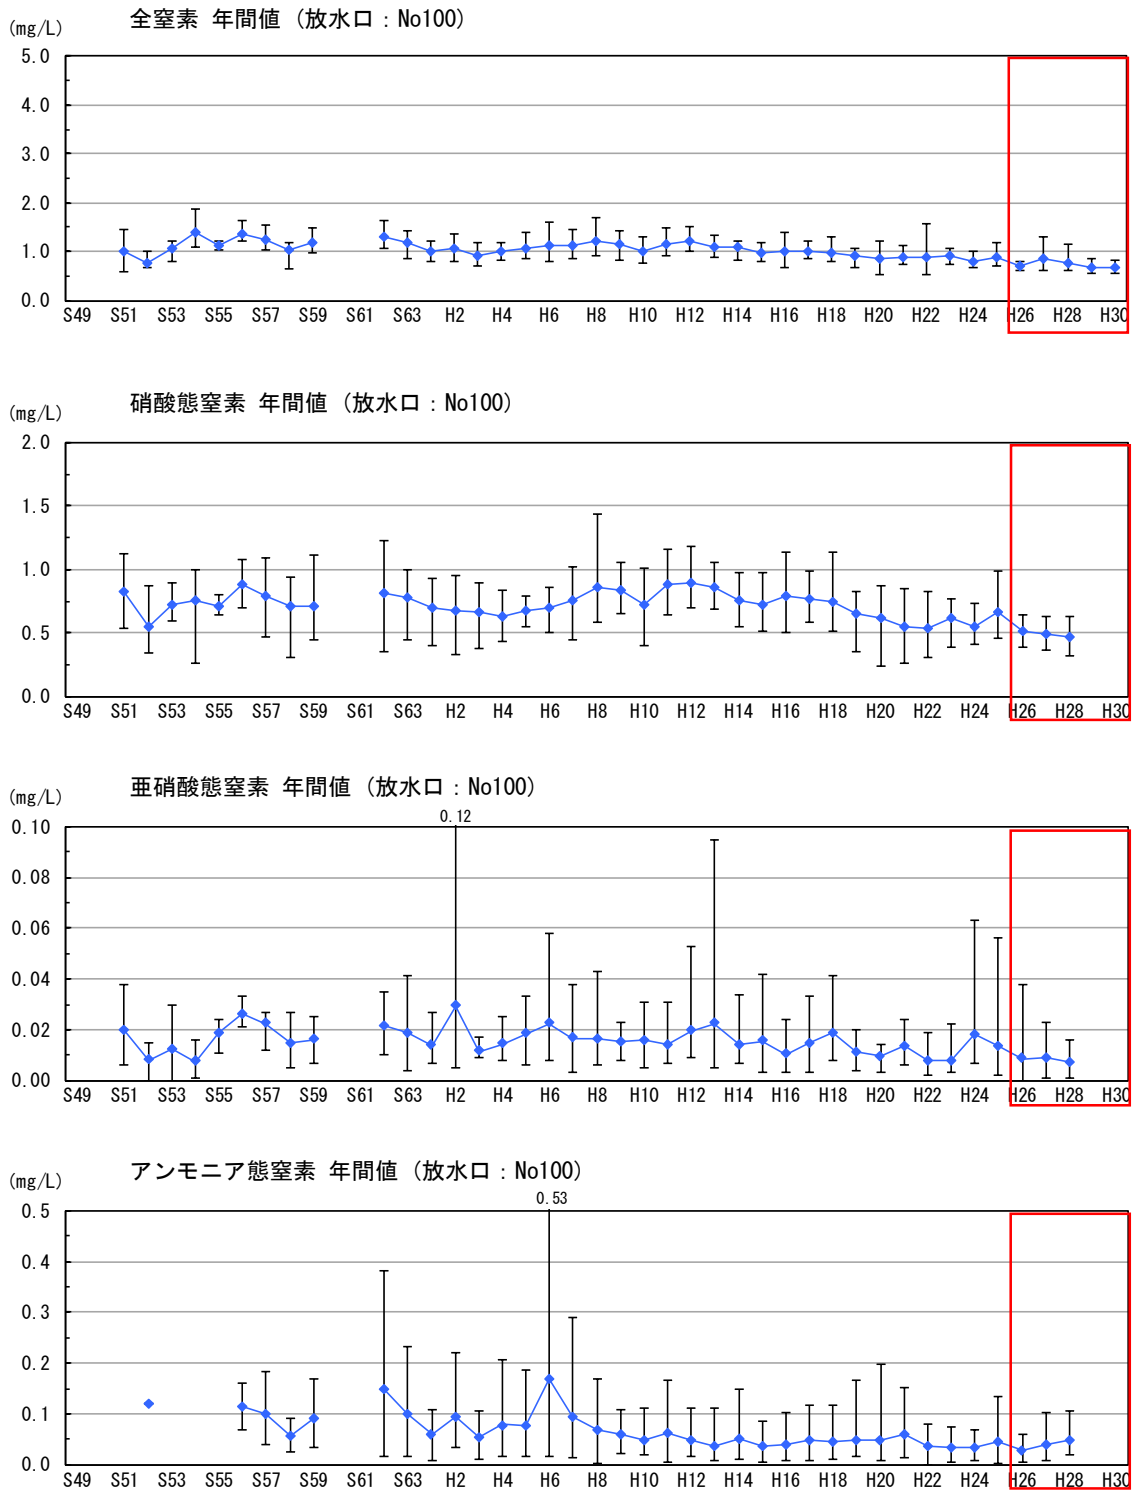 全窒素 年間値 (放水口：No100)
(mg/L)
5.0
4.0
3.0
2.0
1.0
0.0
S49 S51 S53 S55 S57 S59 S61 S63 H2 H4 H6 H8 H10 H12 H14 H16 H18 H20 H22 H24 H26 H28 H30
硝酸態窒素 年間値 (放水口：No100)
(mg/L)
2.0
1.5
1.0
0.5
0.0
S49 S51 S53 S55 S57 S59 S61 S63 H2 H4 H6 H8 H10 H12 H14 H16 H18 H20 H22 H24 H26 H28 H30
亜硝酸態窒素 年間値 (放水口：No100)
(mg/L)
0.12
0.10
0.08
0.06
0.04
0.02
0.00
S49 S51 S53 S55 S57 S59 S61 S63 H2 H4 H6 H8 H10 H12 H14 H16 H18 H20 H22 H24 H26 H28 H30
アンモニア態窒素 年間値 (放水口：No100)
(mg/L)
0.53
0.5
0.4
0.3
0.2
0.1
0.0
S49 S51 S53 S55 S57 S59 S61 S63 H2 H4 H6 H8 H10 H12 H14 H16 H18 H20 H22 H24 H26 H28 H30